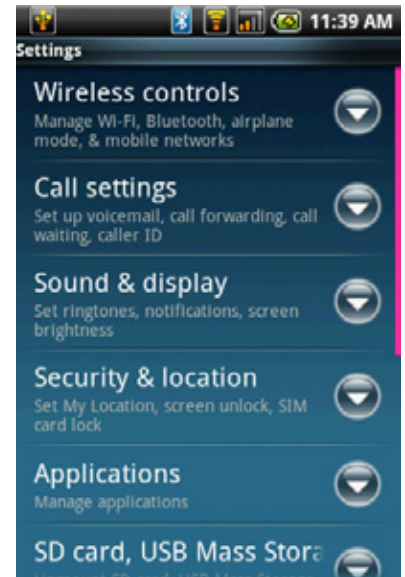 11:39 AM
Settings
Wireless controls
Manage Wi-Fi, Bluetooth, airplane
mode, & mobile networks
Call settings
Set up voicemail, call forwarding, call
waiting, caller ID
Sound & display
Set ringtones, notifications, screen
brightness
Security & location
Set My Location, screen unlock, SIM
card lock
Applications
Manage applications
SD card, USB Mass Stora